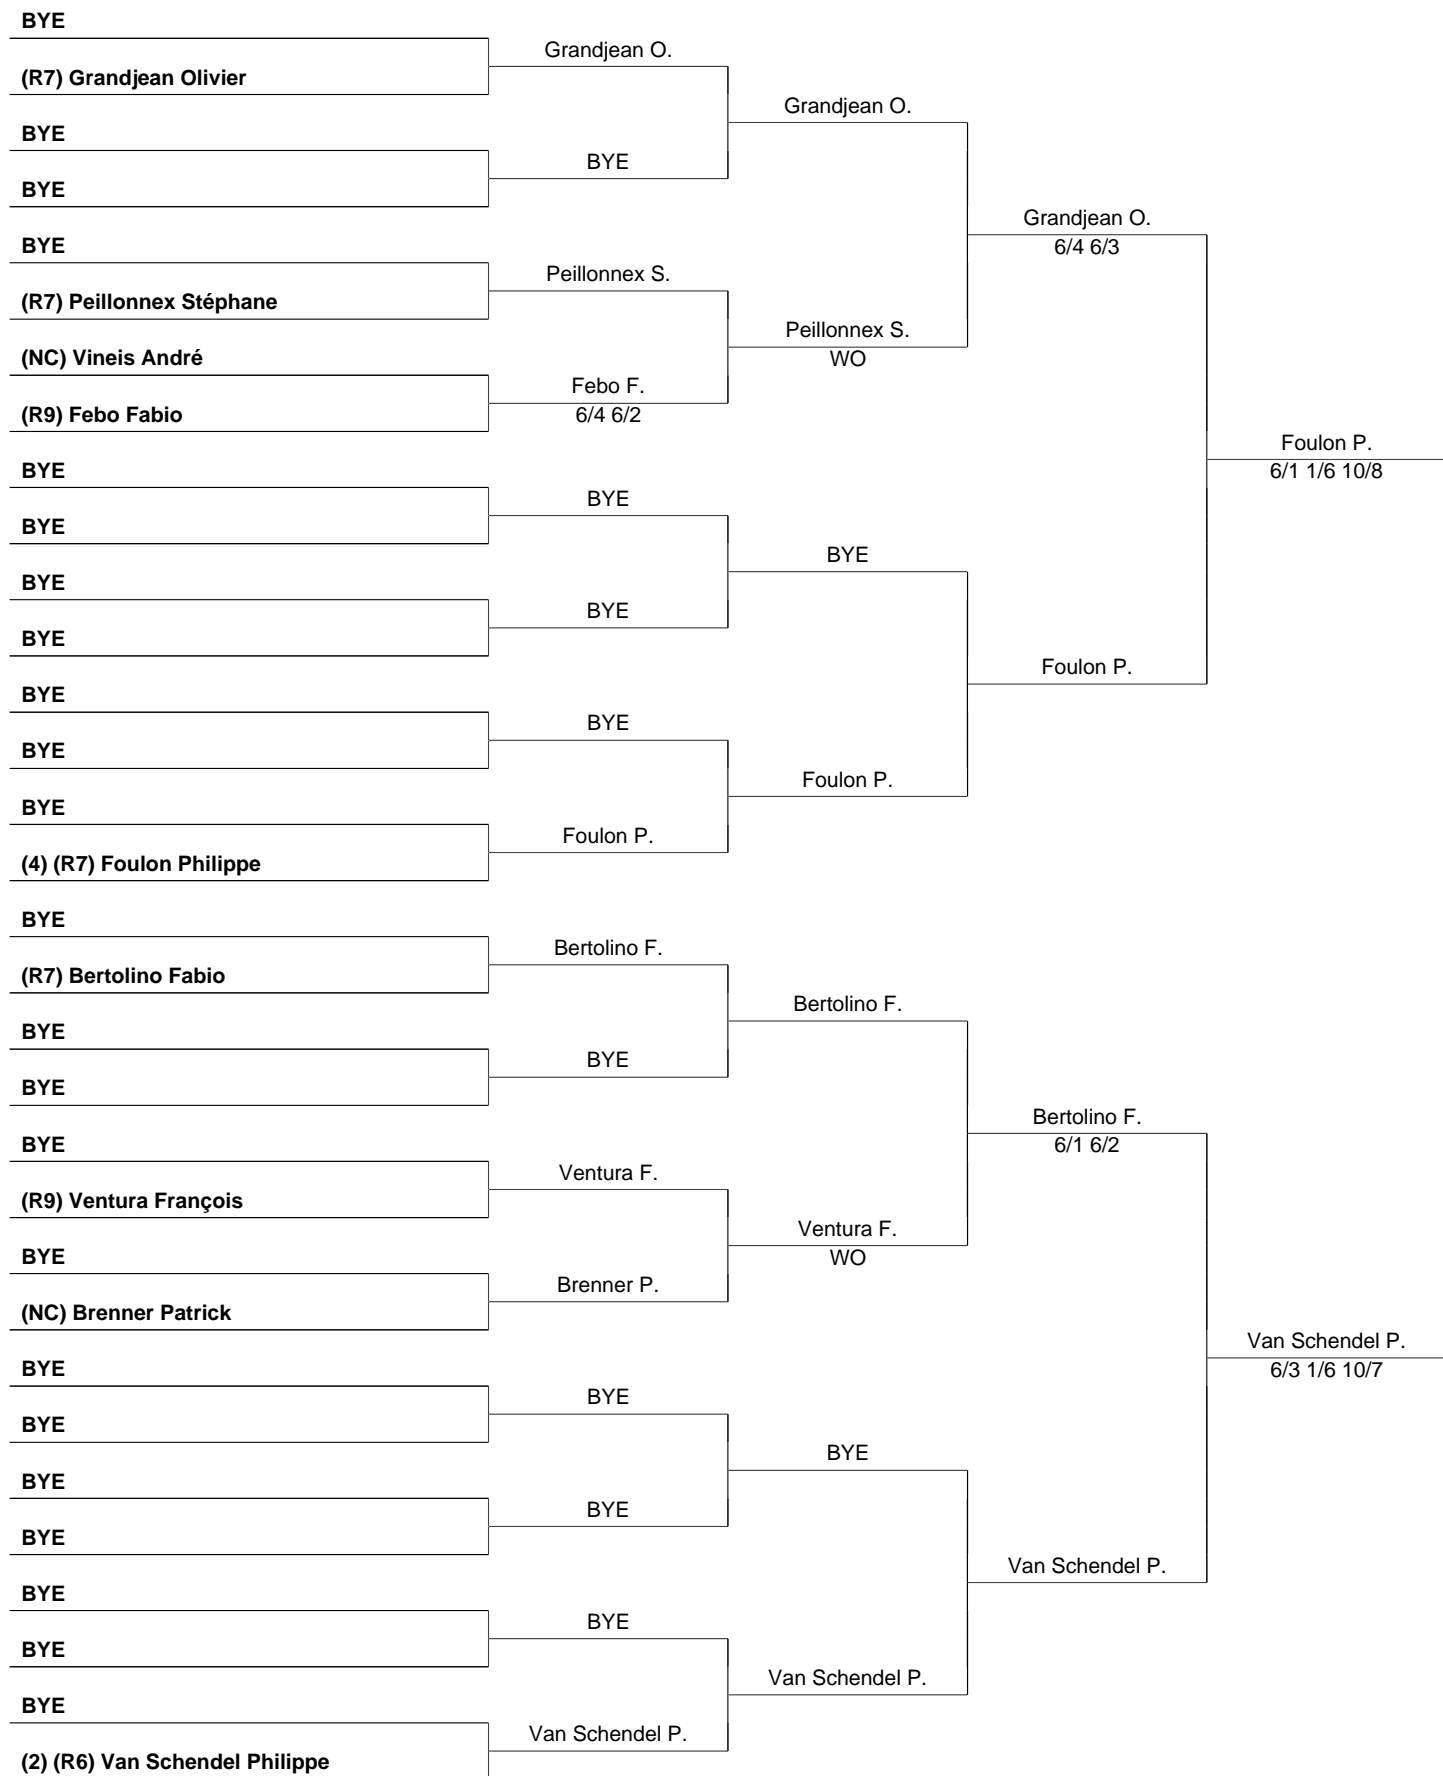 BYE
(R7) Grandjean Olivier
BYE
BYE
BYE
(R7) Peillonnex Stéphane
(NC) Vineis André
(R9) Febo Fabio
BYE
BYE
BYE
BYE
BYE
BYE
BYE
(4) (R7) Foulon Philippe
BYE
(R7) Bertolino Fabio
BYE
BYE
BYE
(R9) Ventura François
BYE
(NC) Brenner Patrick
BYE
BYE
BYE
BYE
BYE
BYE
BYE
(2) (R6) Van Schendel Philippe
Grandjean O.
BYE
Peillonnex S.
Febo F.
6/4 6/2
BYE
BYE
BYE
Foulon P.
Bertolino F.
BYE
Ventura F.
Brenner P.
BYE
BYE
BYE
Van Schendel P.
Grandjean O.
Peillonnex S.
WO
BYE
Foulon P.
Bertolino F.
Ventura F.
WO
BYE
Van Schendel P.
Grandjean O.
6/4 6/3
Foulon P.
Bertolino F.
6/1 6/2
Van Schendel P.
Foulon P.
6/1 1/6 10/8
Van Schendel P.
6/3 1/6 10/7